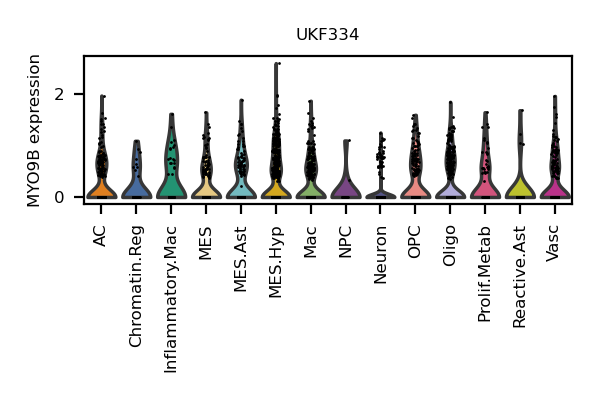 UKF334
MYO9B expression
2
0
AC
Chromatin.Reg
Inflammatory.Mac
MES
MES.Ast
MES.Hyp
Mac
NPC
Neuron
OPC
Oligo
Prolif.Metab
Reactive.Ast
Vasc